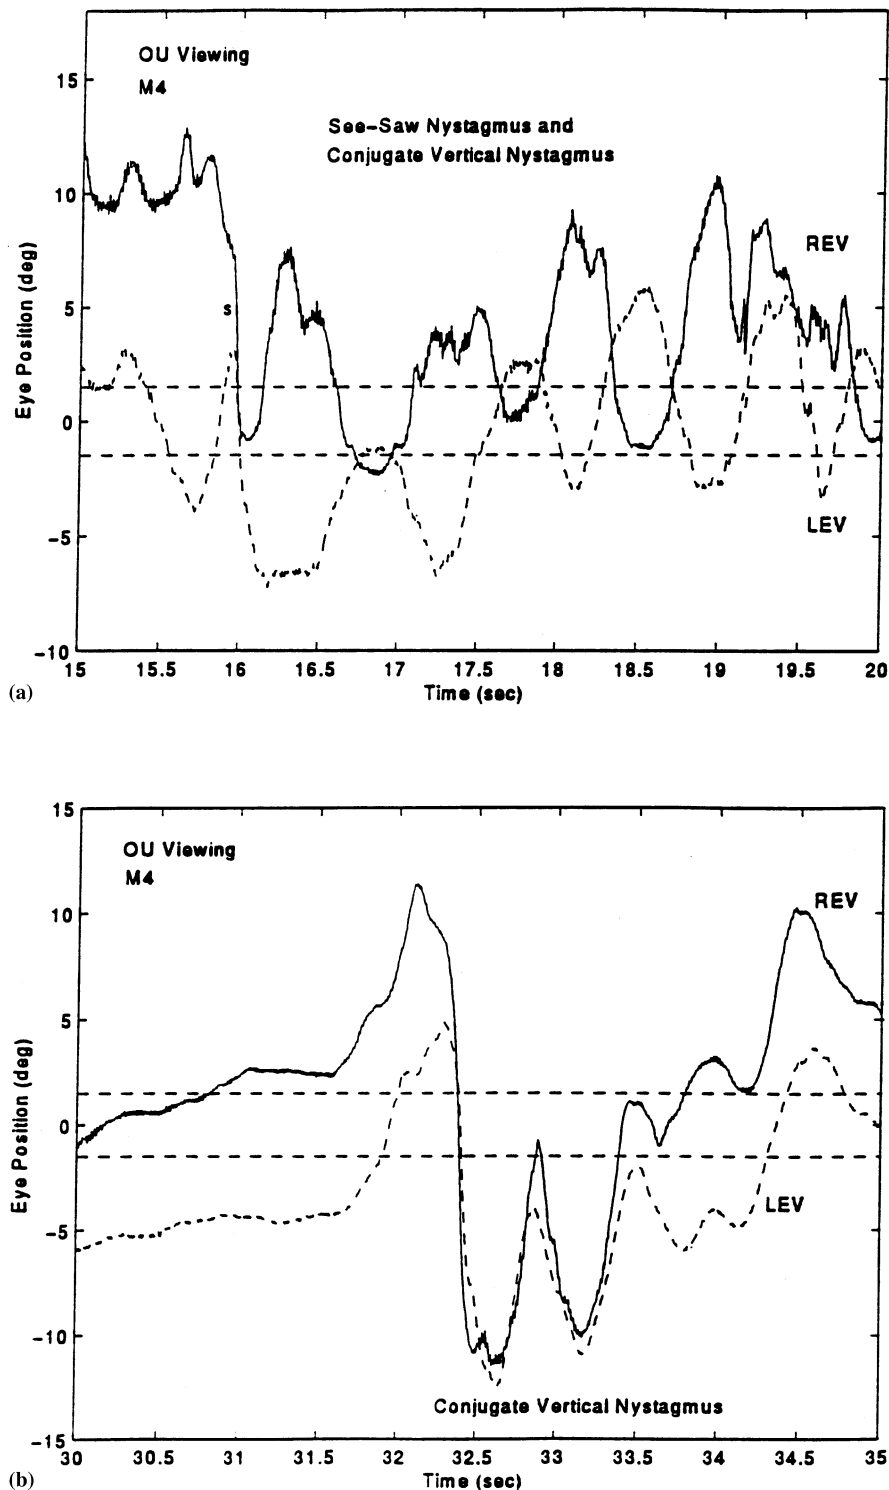 OU Viewing
M4
See-Saw Nystagmus and
Conjugate Vertical Nystagmus
REV
S
LEV
Eye Position (deg)
15
10
5
0
-5
-10
15 15.5 16 16.5 17 17.5 18 18.5 19 19.5 20
Time (sec)
(a)
OU Viewing
M4
REV
LEV
Conjugate Vertical Nystagmus
Eye Position (deg)
15
10
5
0
-5
-10
-15
30 30.5 31 31.5 32 32.5 33 33.5 34 34.5 35
Time (sec)
(b)